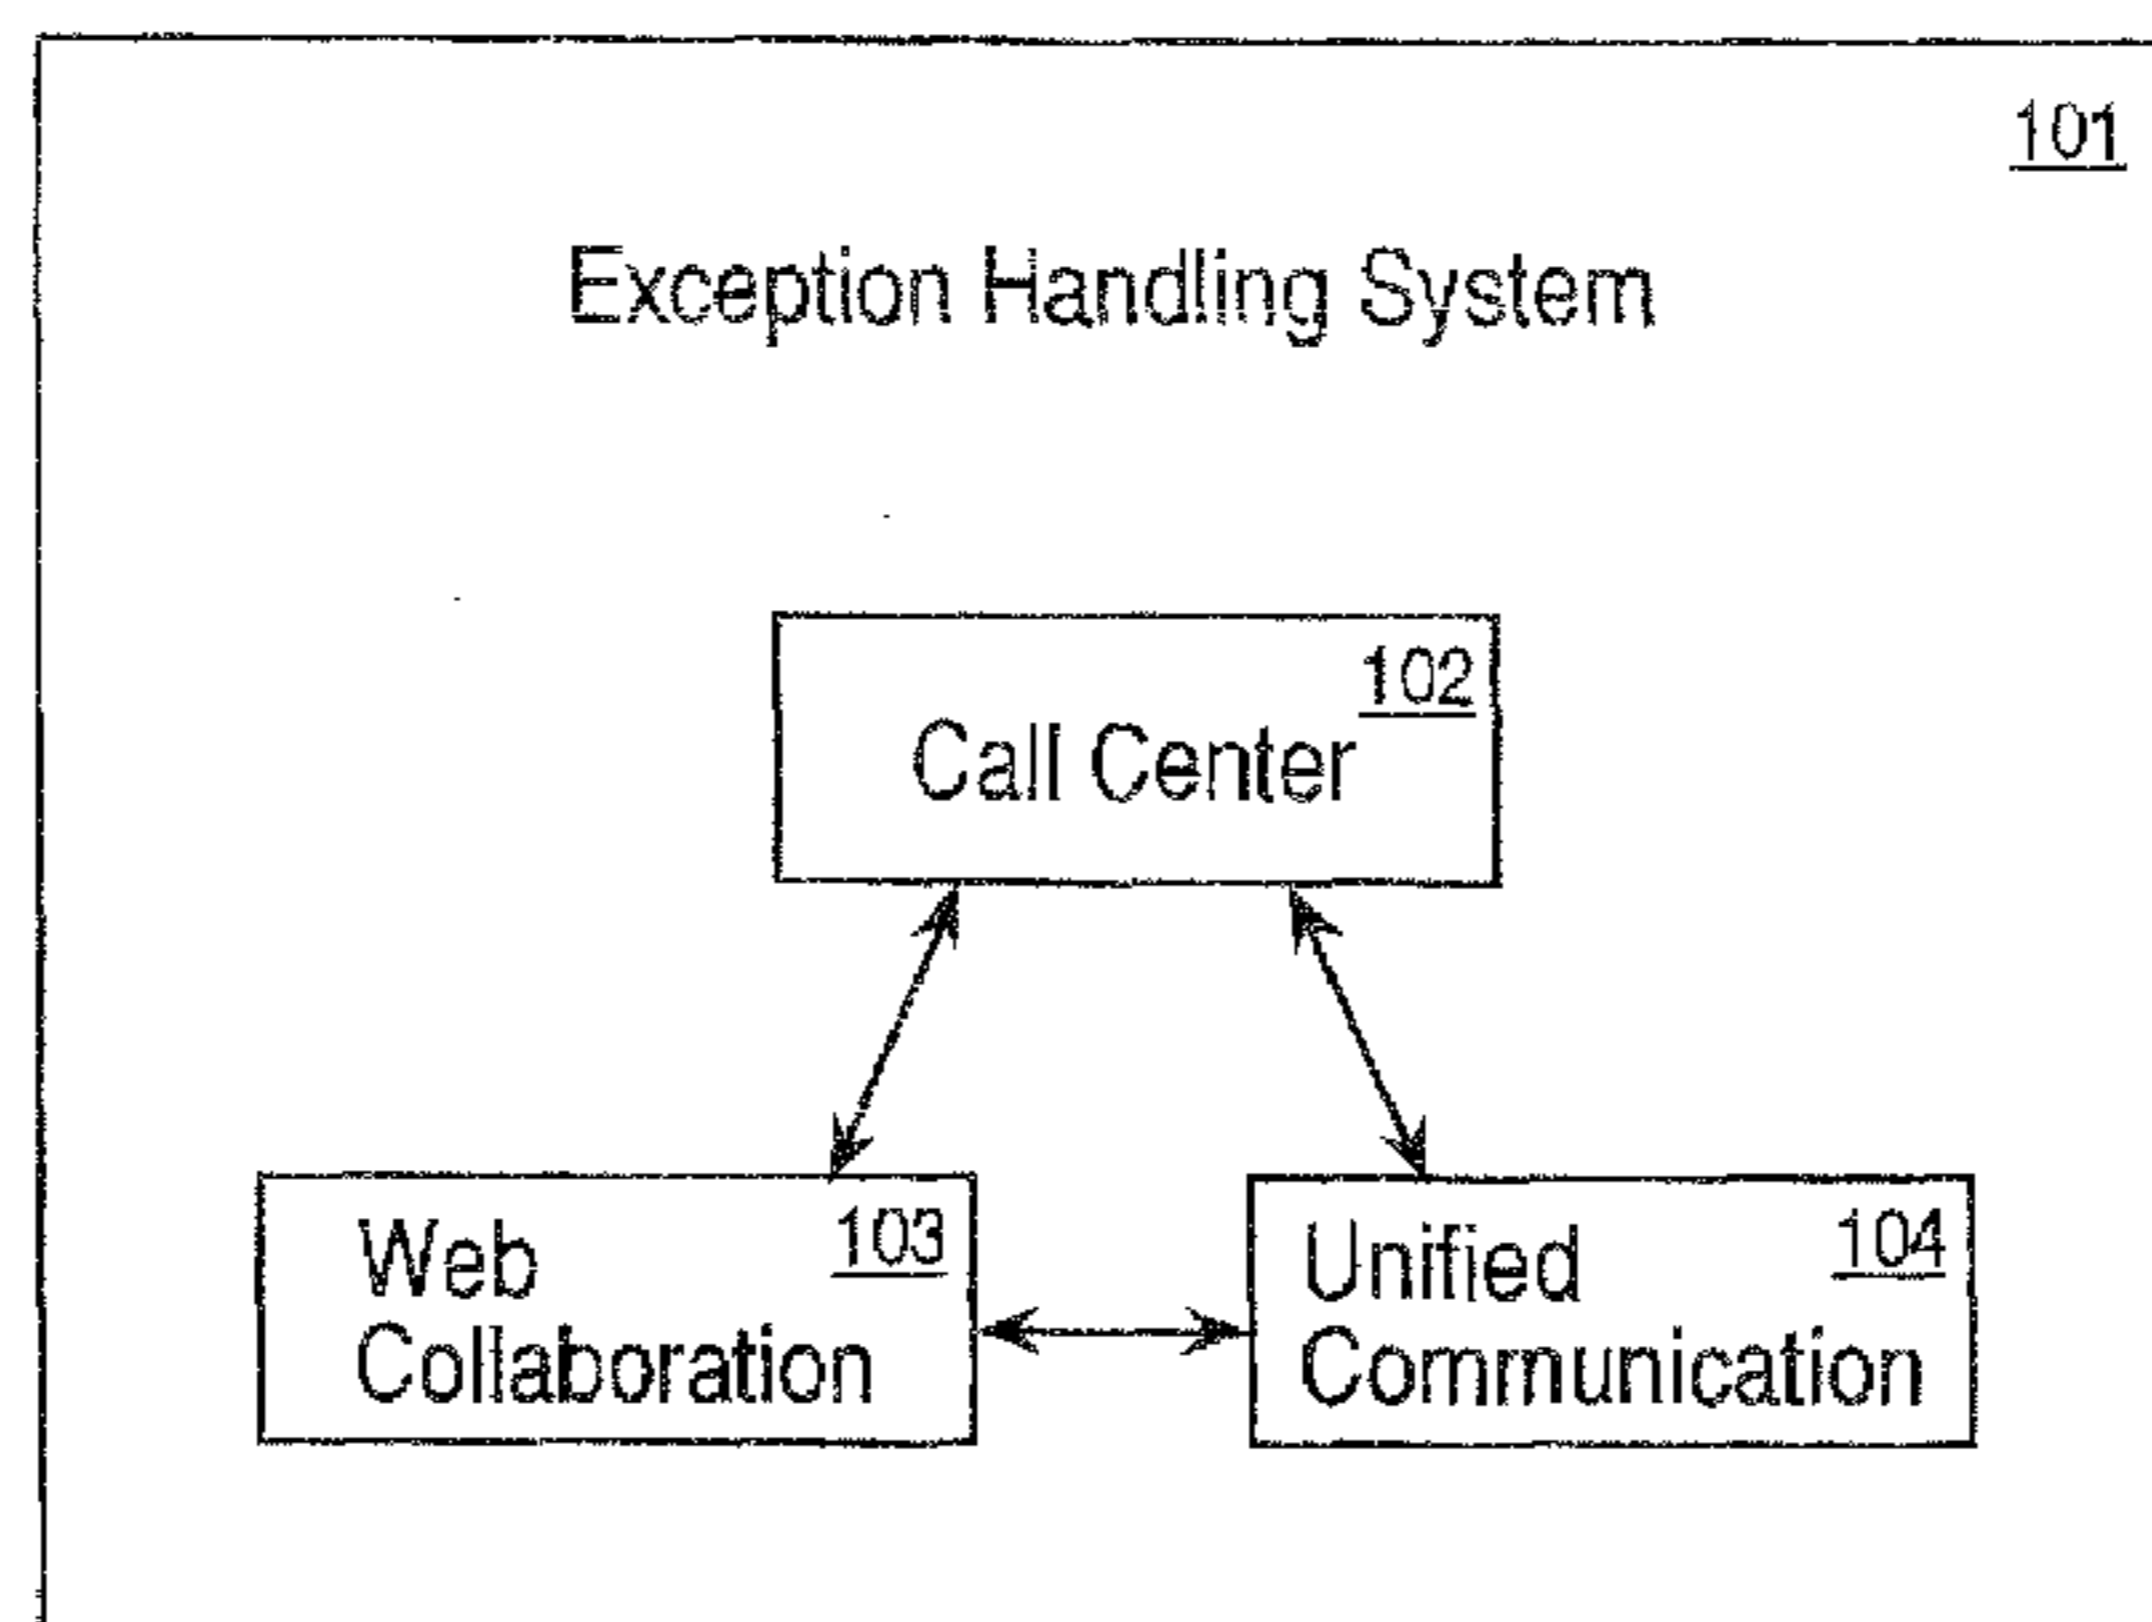 101
Exception Handling System
102
Call Center
103
Web
Collaboration
104
Unified
Communication